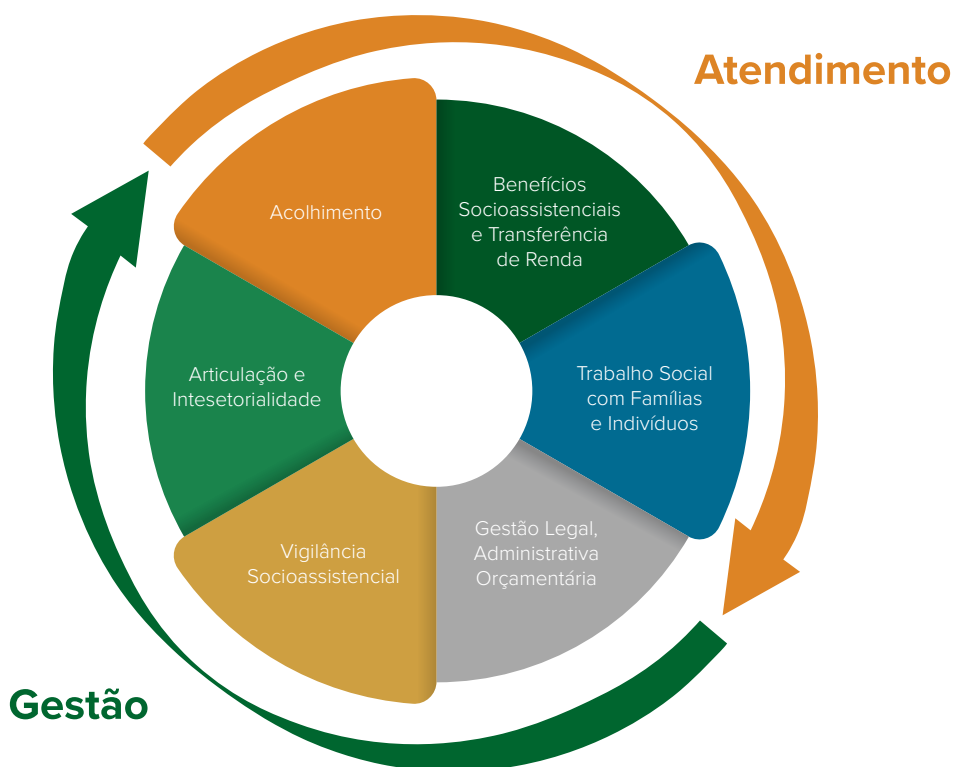 Atendimento
Acolhimento
Benefícios
Socioassistenciais
e Transferência
de Renda
Trabalho Social
com Famílias
e Indivíduos
Gestão Legal,
Administrativa
Orçamentária
Vigilância
Socioassistencial
Articulação e
Intesetorialidade
Gestão